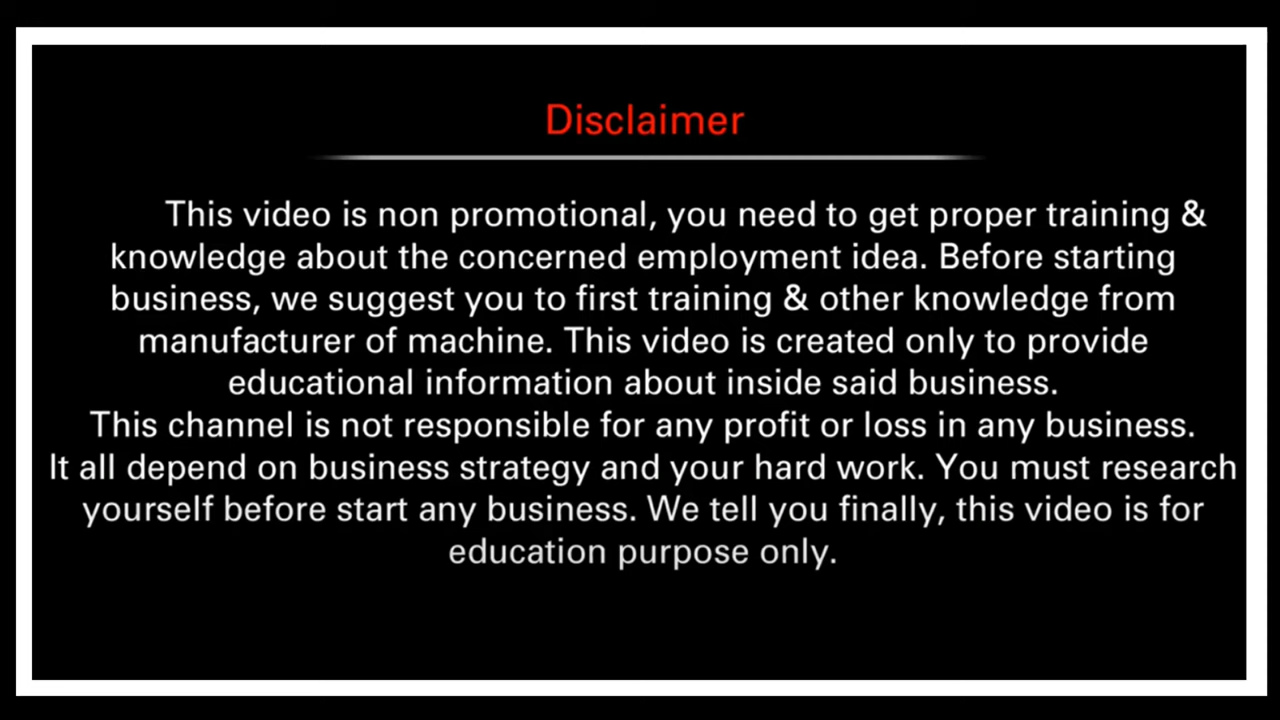 Disclaimer
This video is non promotional, you need to get proper training &
knowledge about the concerned employment idea. Before starting
business, we suggest you to first training & other knowledge from
manufacturer of machine. This video is created only to provide
educational information about inside said business.
This channel is not responsible for any profit or loss in any business.
It all depend on business strategy and your hard work. You must research
yourself before start any business. We tell you finally, this video is for
education purpose only.